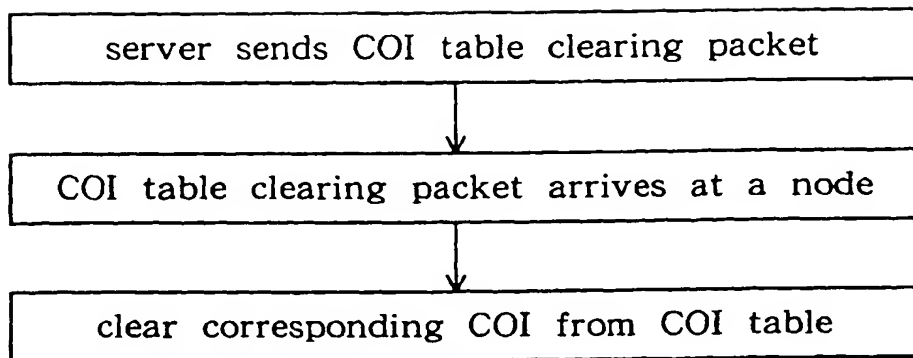 server sends COI table clearing packet
COI table clearing packet arrives at a node
clear corresponding COI from COI table